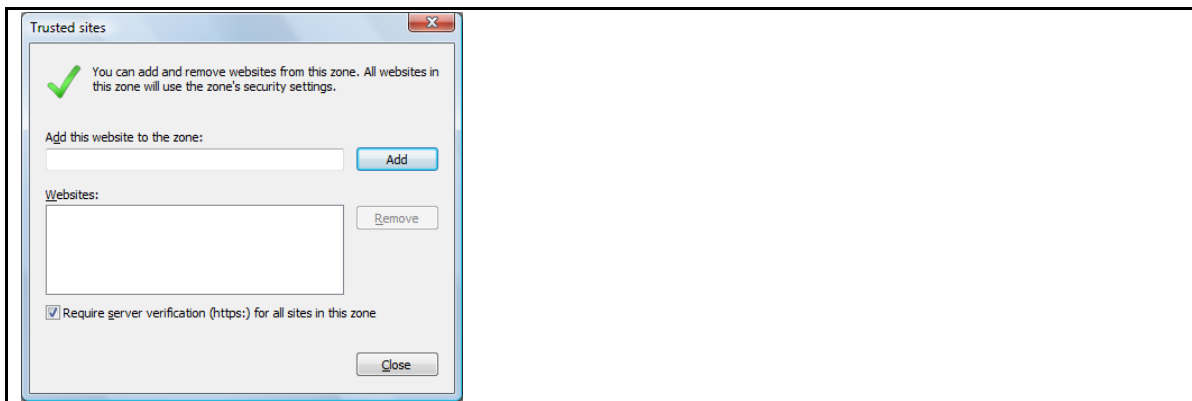 Trusted sites
You can add and remove websites from this zone. All websites in
this zone will use the zone's security settings.
Add this website to the zone:
Add
Websites:
Remove
Require server verification (https:) for all sites in this zone
Close